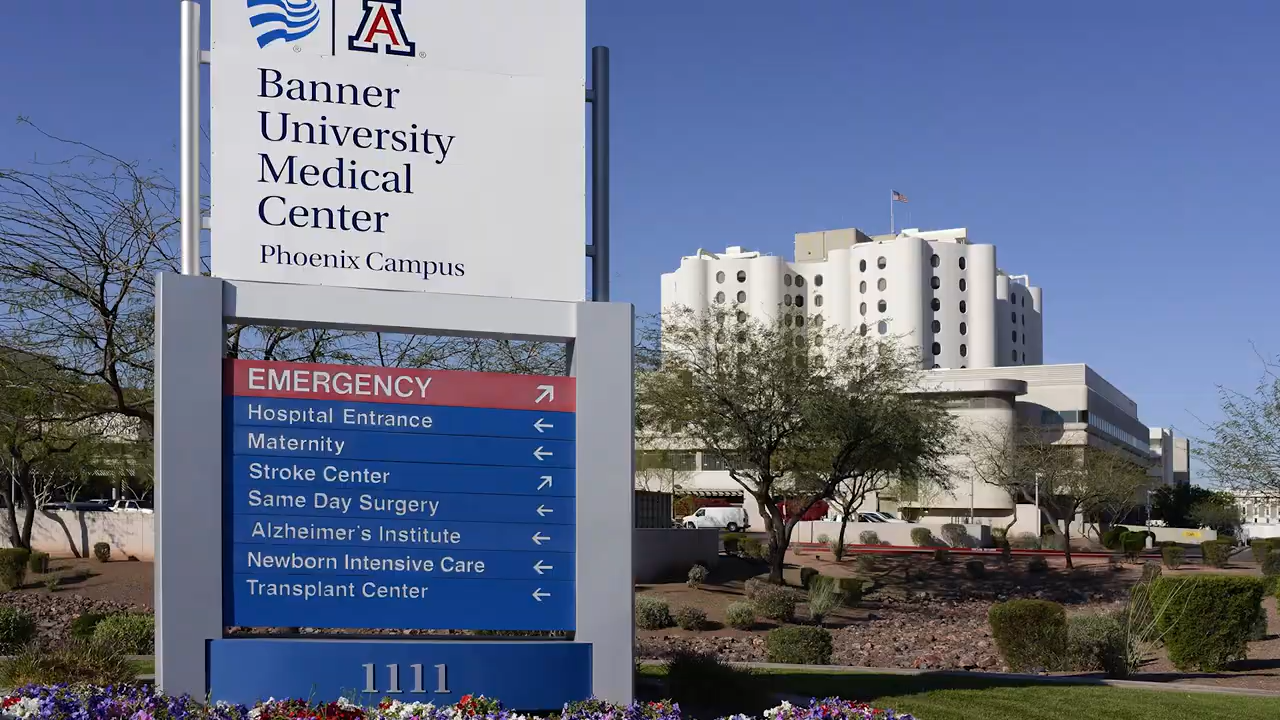 A
Banner
University
Medical
Center
Phoenix Campus
EMERGENCY
Hospital Entrance
Maternity
Stroke Center
Same Day Surgery
Alzheimer's Institute
Newborn Intensive Care
Transplant Center
1111